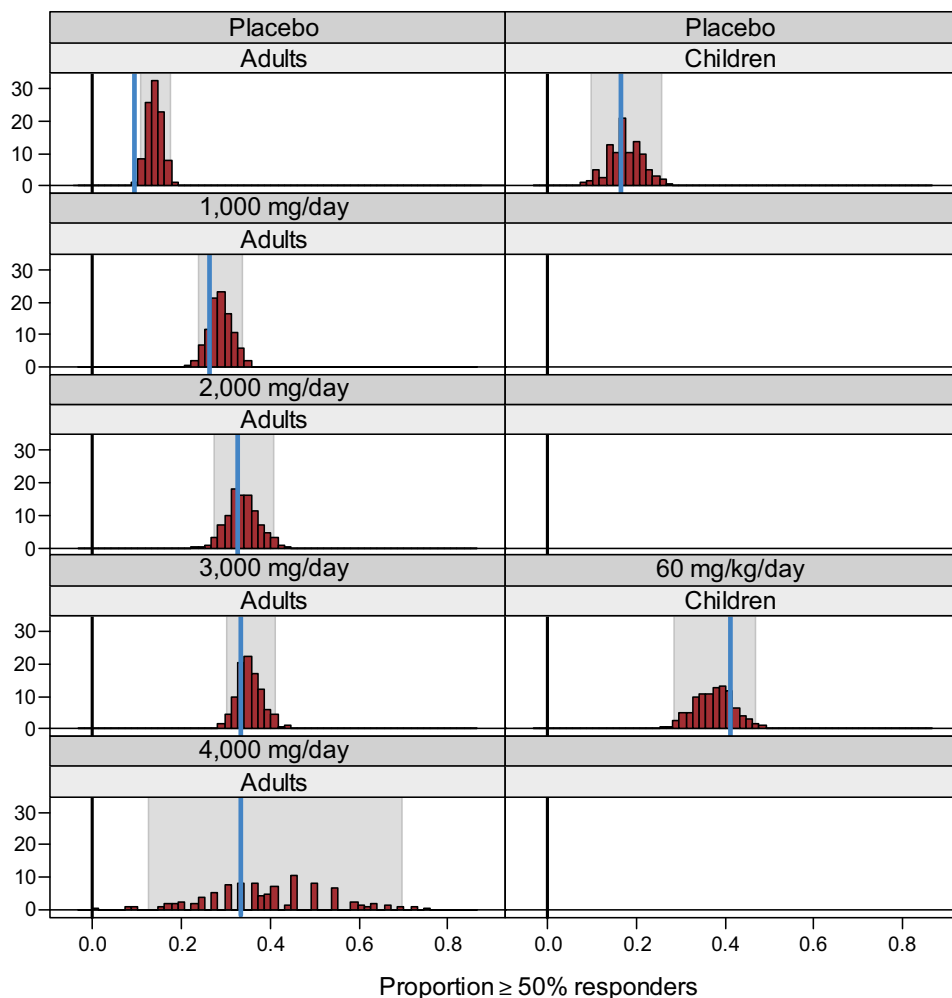 Placebo Placebo
Adults Children
30
20
10
0
1,000 mg/day
Adults
30
20
10
0
2,000 mg/day
Adults
30
20
10
0
3,000 mg/day 60 mg/kg/day
Adults Children
30
20
10
0
4,000 mg/day
Adults
30
20
10
0
0.0 0.2 0.4 0.6 0.8 0.0 0.2 0.4 0.6 0.8
Proportion ≥ 50% responders